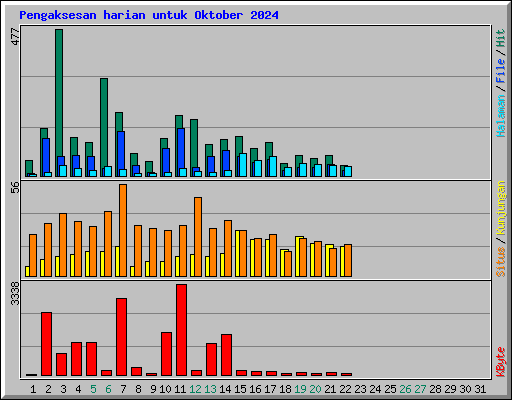 Pengaksesan harian untuk Oktober 2024
477
Halaman / File / Hit
56
Situs / Kunjungan
3338
KByte
1 2 3 4 5 6 7 8 9 10 11 12 13 14 15 16 17 18 19 20 21 22 23 24 25 26 27 28 29 30 31